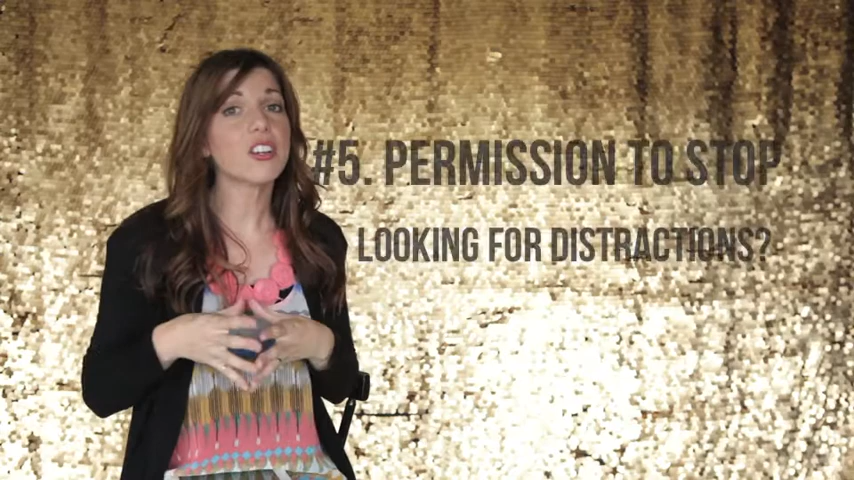 #5. PERMISSION TO STOP
LOOKING FOR DISTRACTIONS?